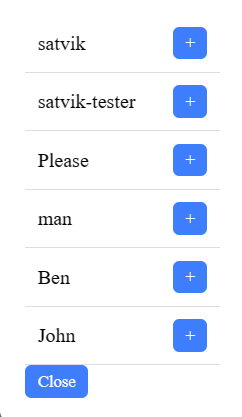 satvik +
satvik-tester +
Please +
man +
Ben +
John +
Close